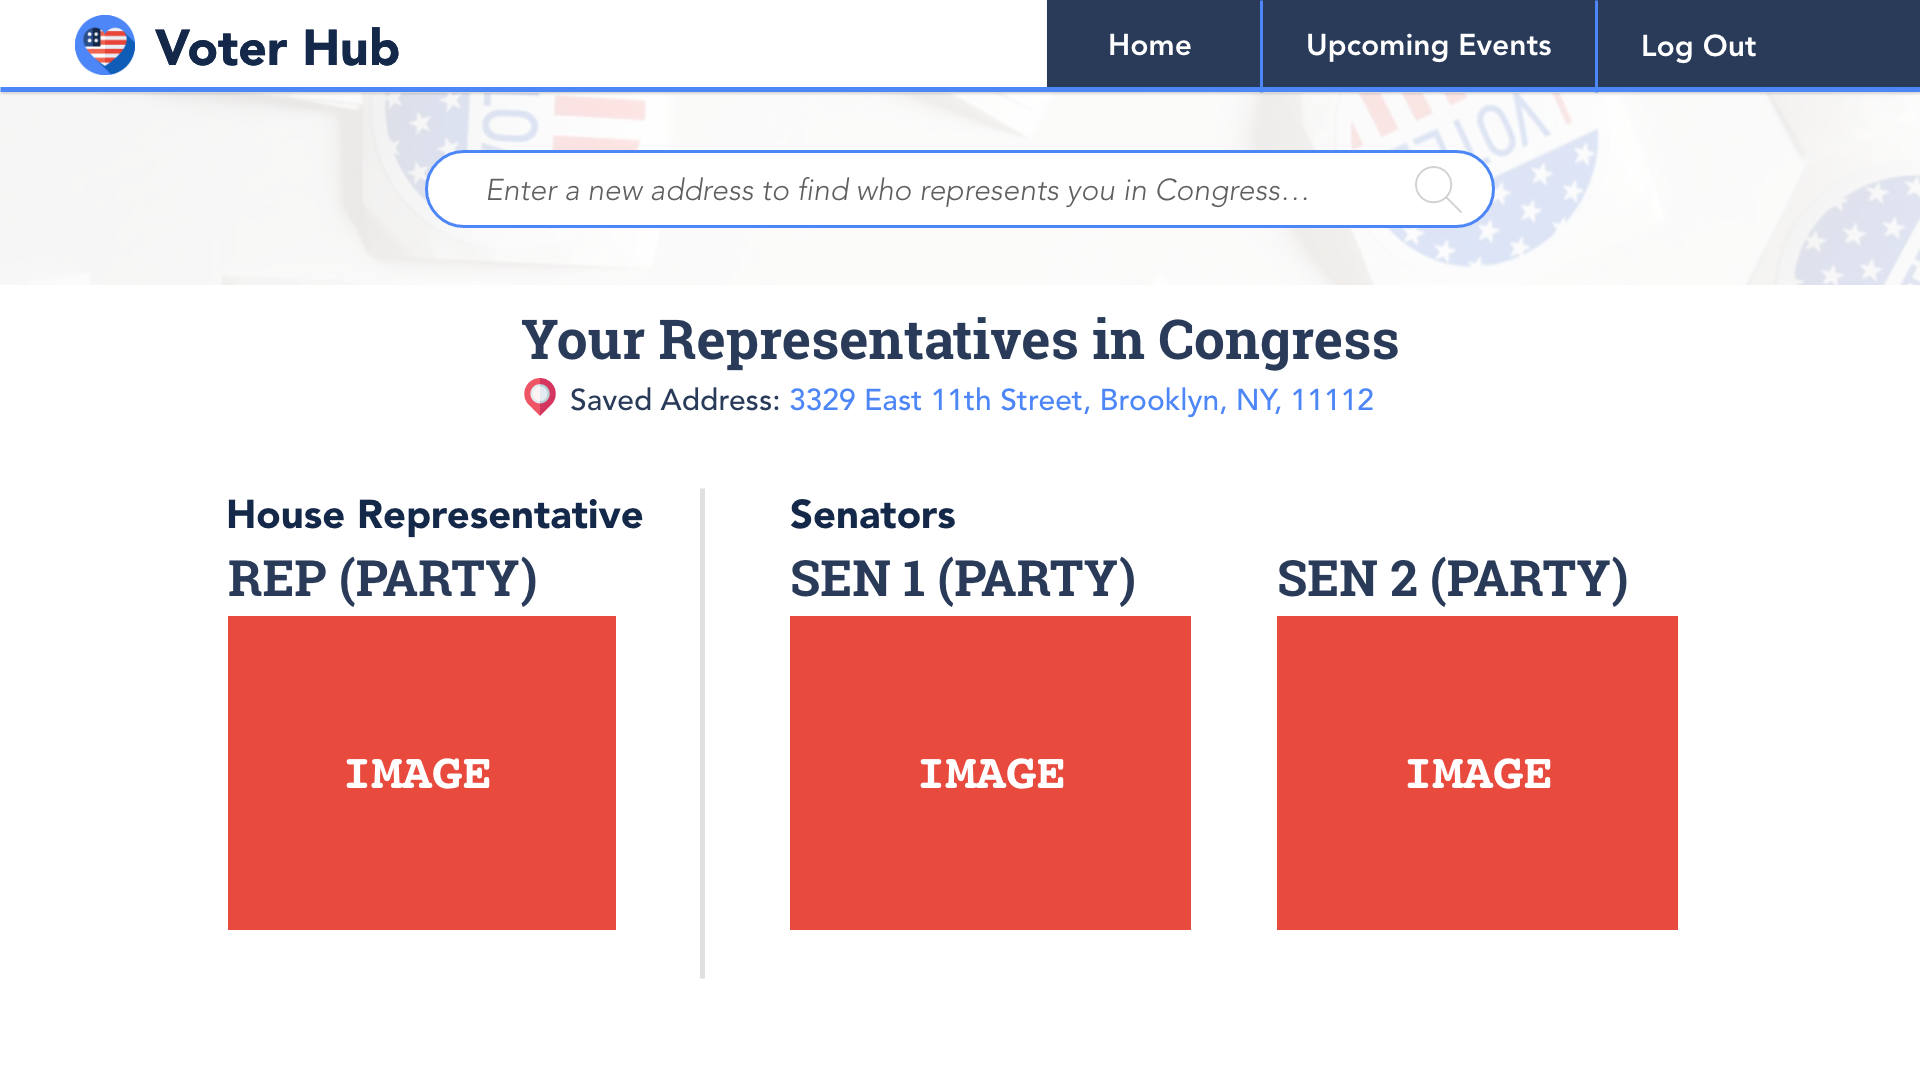 Voter Hub
Home
Upcoming Events
Log Out
VOTE
Enter a new address to find who represents you in Congress...
Your Representatives in Congress
Saved Address: 3329 East 11th Street, Brooklyn, NY, 11112
House Representative
Senators
REP (PARTY)
SEN 1 (PARTY)
SEN 2 (PARTY)
IMAGE
IMAGE
IMAGE